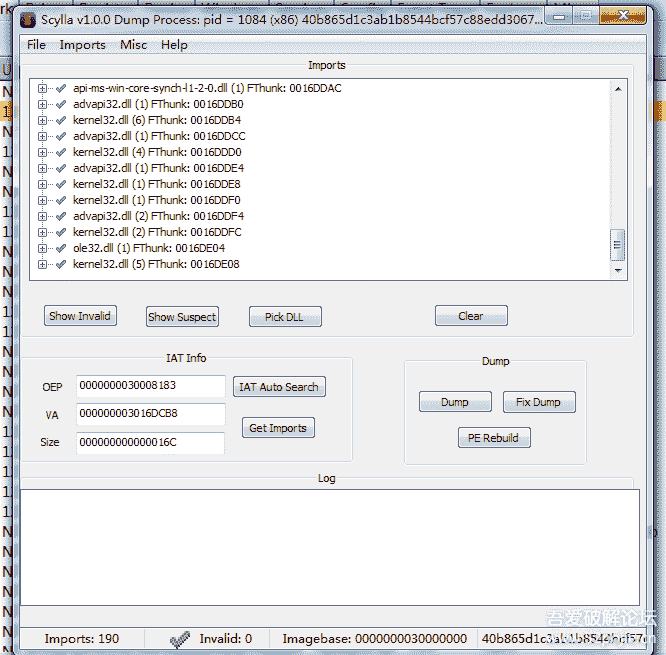 Scylla v1.0.0 Dump Process: pid = 1084 (x86) 40b865d1c3ab1b8544bcf57c88edd3067...
File Imports Misc Help
Imports
api-ms-win-core-synch-l1-2-0.dll (1) FThunk: 0016DDAC
advapi32.dll (1) FThunk: 0016DDB0
kernel32.dll (6) FThunk: 0016DDB4
advapi32.dll (1) FThunk: 0016DDCC
kernel32.dll (4) FThunk: 0016DDD0
advapi32.dll (1) FThunk: 0016DDE4
kernel32.dll (1) FThunk: 0016DDE8
kernel32.dll (1) FThunk: 0016DDF0
advapi32.dll (2) FThunk: 0016DDF4
kernel32.dll (2) FThunk: 0016DDFC
ole32.dll (1) FThunk: 0016DE04
kernel32.dll (5) FThunk: 0016DE08
Show Invalid Show Suspect Pick DLL Clear
IAT Info
OEP 0000000030008183 IAT Auto Search
VA 000000003016DCB8
Get Imports
Size 000000000000016C
Dump
Dump Fix Dump
PE Rebuild
Log
吾爱破解论坛
Imports: 190 Invalid: 0 Imagebase: 0000000030000000 40b865d1c3ab1b8544bcf57c